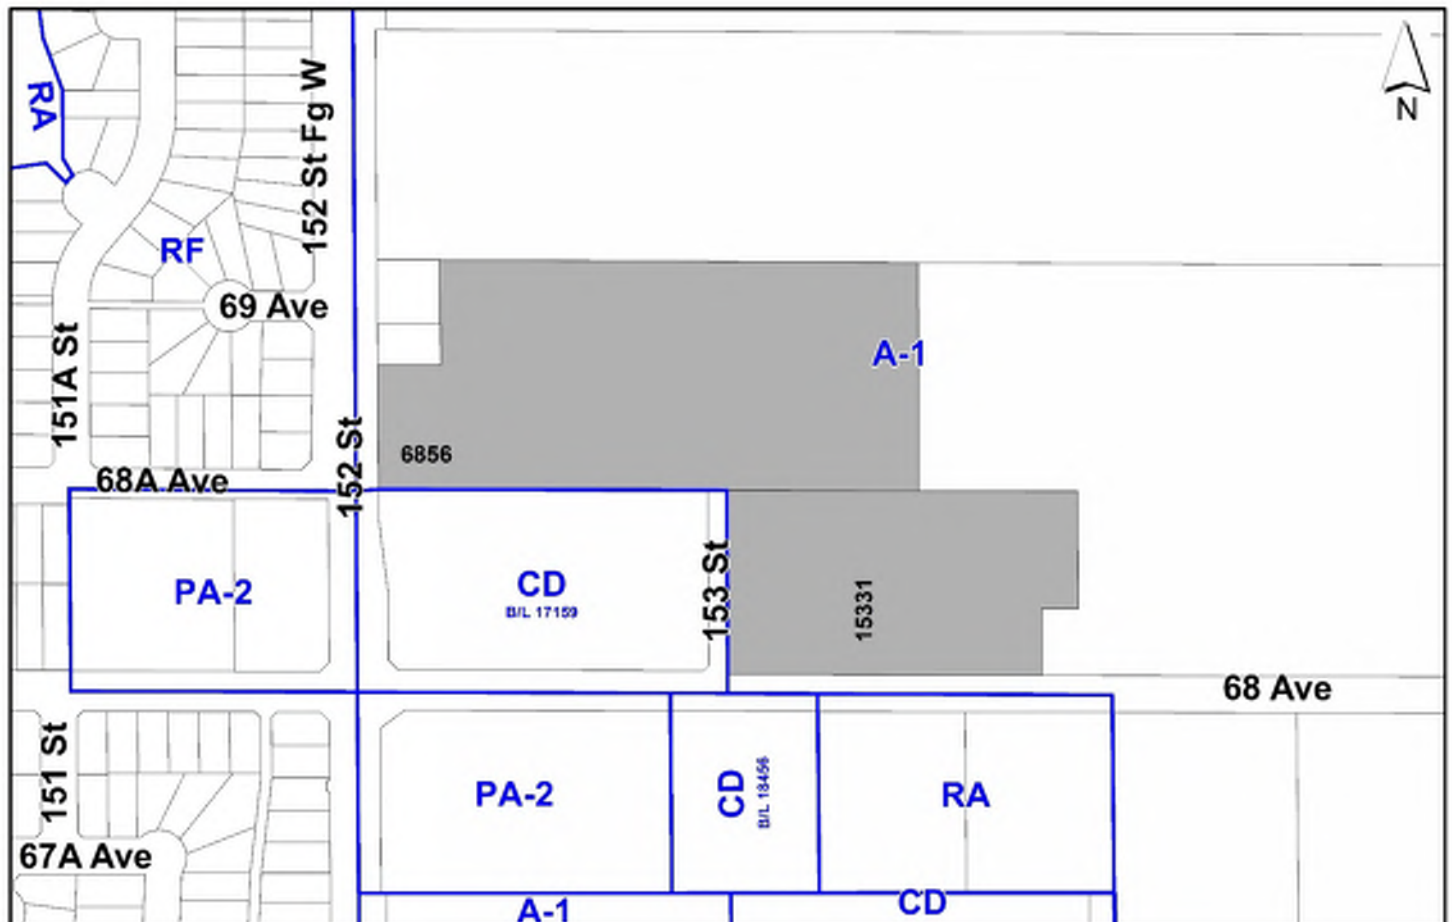 N
RA
152 St Fg W
RF
69 Ave
A-1
151A St
6856
152 St
68A Ave
PA-2
CD
B/L 17159
153 St
15331
68 Ave
151 St
PA-2
CD
B/L 18456
RA
67A Ave
A-1
CD